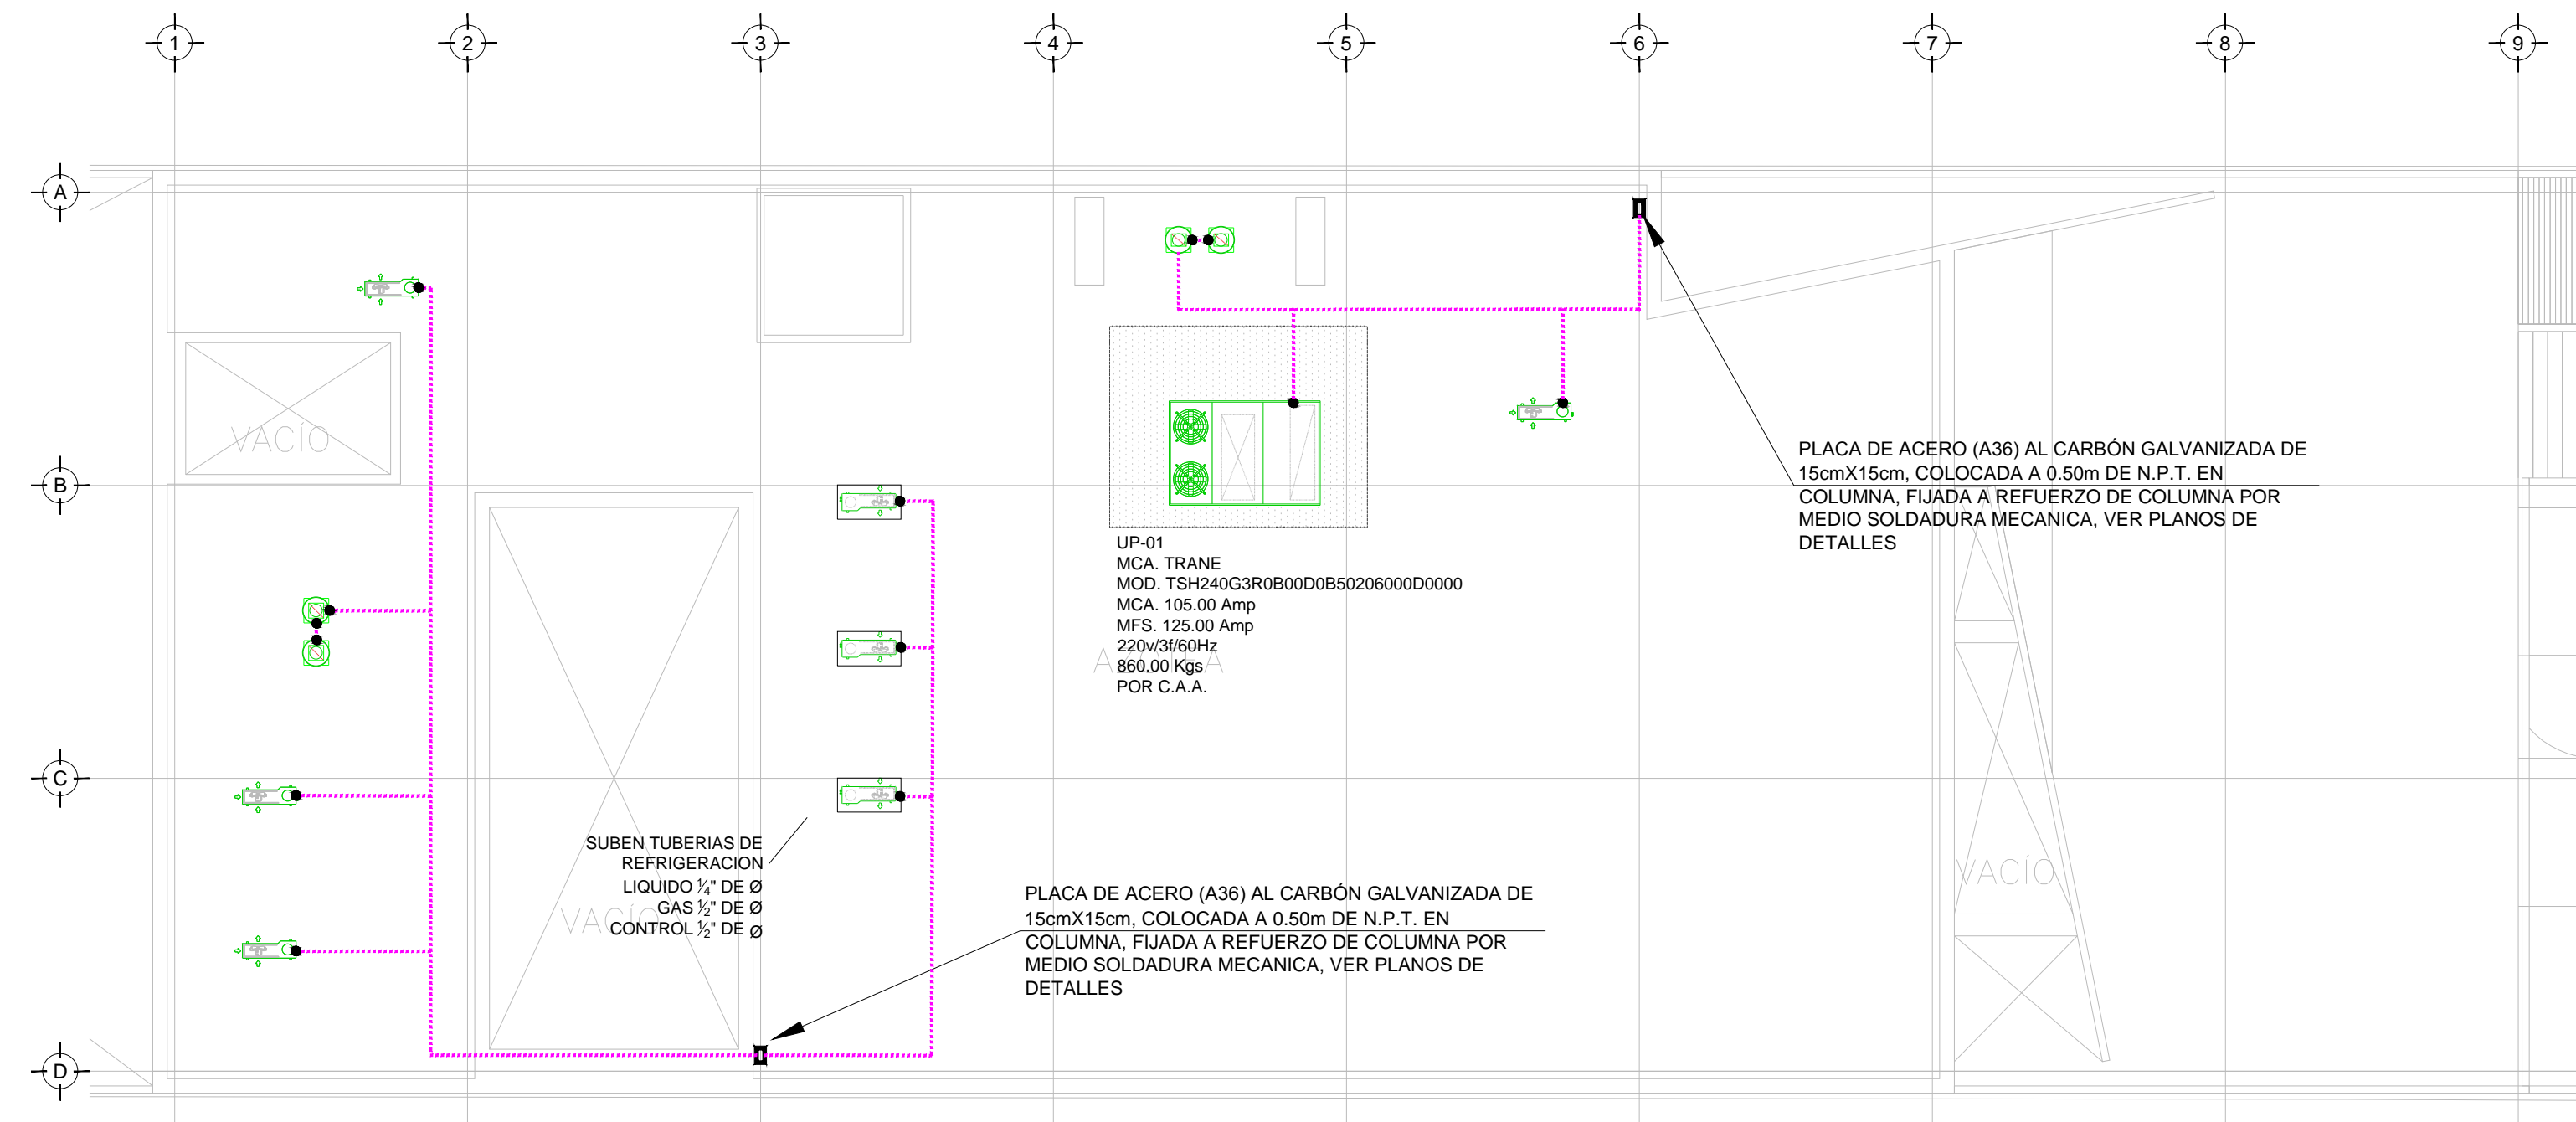 1 2 3 4 5 6 7 8 9
A
B
C
D
VACÍO
PLACA DE ACERO (A36) AL CARBÓN GALVANIZADA DE
15cmX15cm, COLOCADA A 0.50m DE N.P.T. EN
COLUMNA, FIJADA A REFUERZO DE COLUMNA POR
MEDIO SOLDADURA MECANICA, VER PLANOS DE
DETALLES
UP-01
MCA. TRANE
MOD. TSH240G3R0B00D0B50206000D0000
MCA. 105.00 Amp
MFS. 125.00 Amp
220v/3f/60Hz
860.00 Kgs
POR C.A.A.
SUBEN TUBERIAS DE
REFRIGERACION
LIQUIDO ¼" DE Ø
GAS ½" DE Ø
CONTROL ½" DE Ø
VACÍO
PLACA DE ACERO (A36) AL CARBÓN GALVANIZADA DE
15cmX15cm, COLOCADA A 0.50m DE N.P.T. EN
COLUMNA, FIJADA A REFUERZO DE COLUMNA POR
MEDIO SOLDADURA MECANICA, VER PLANOS DE
DETALLES
VACÍO